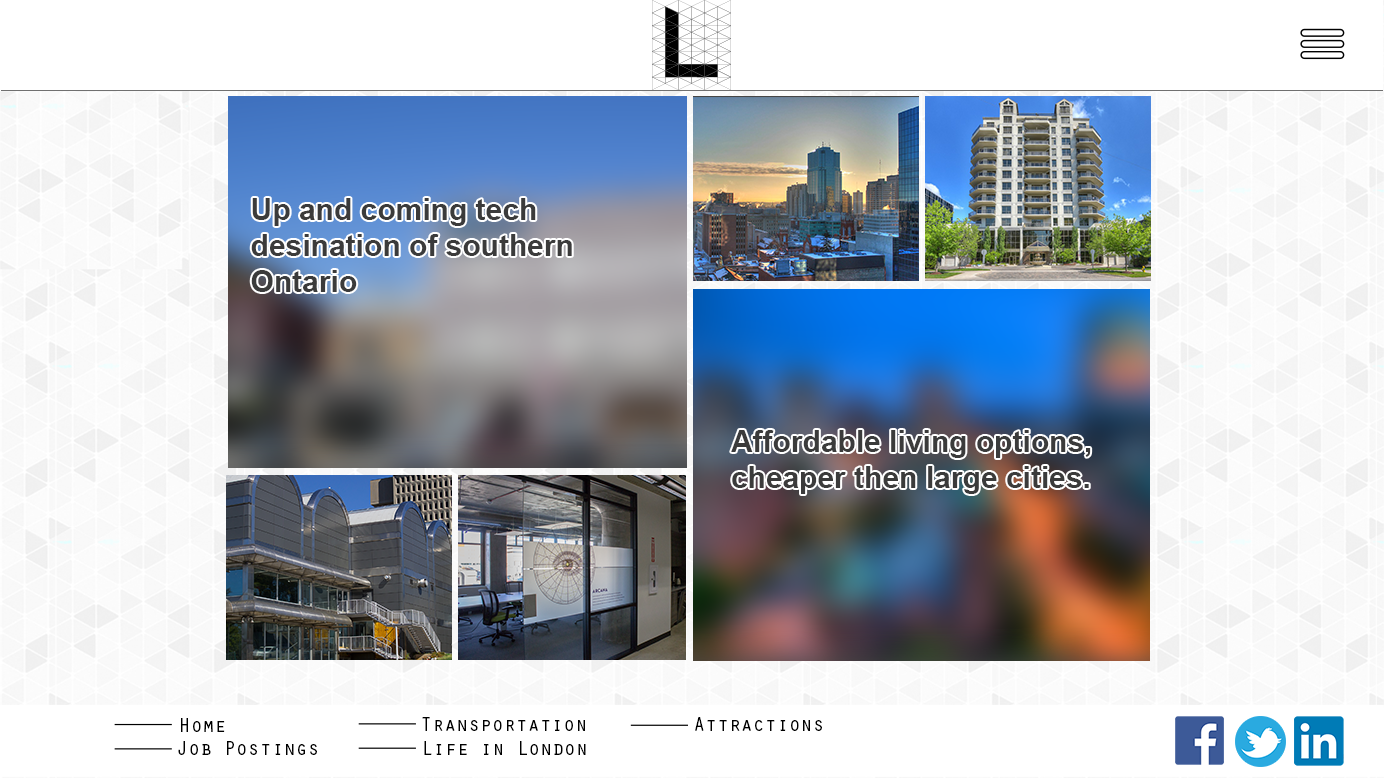 L
Up and coming tech
desination of southern
Ontario
Affordable living options,
cheaper then large cities.
ARCANA
Home
Transportation
Attractions
Job Postings
Life in London
f
in